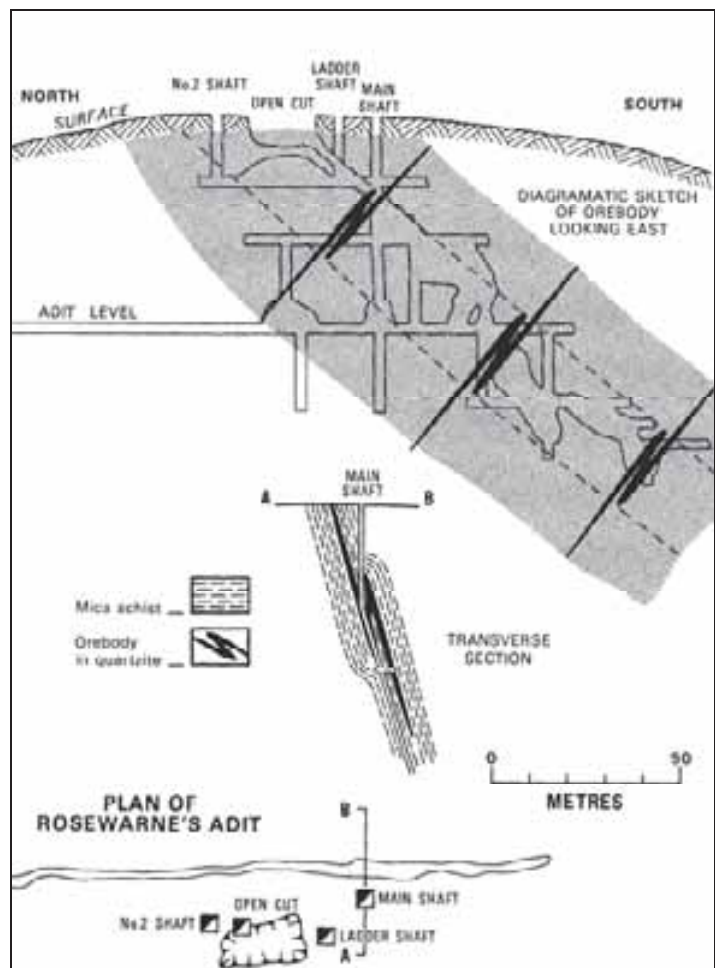 NORTH
SURFACE
No.2 SHAFT
OPEN CUT
LADDER
SHAFT
MAIN
SHAFT
SOUTH
DIAGRAMATIC SKETCH
OF OREBODY
LOOKING EAST
ADIT LEVEL
MAIN
SHAFT
A
B
Mica schist
Orebody
in quartzite
TRANSVERSE
SECTION
0
50
METRES
PLAN OF
ROSEWARNE'S ADIT
B
MAIN SHAFT
OPEN CUT
No.2 SHAFT
LADDER SHAFT
A